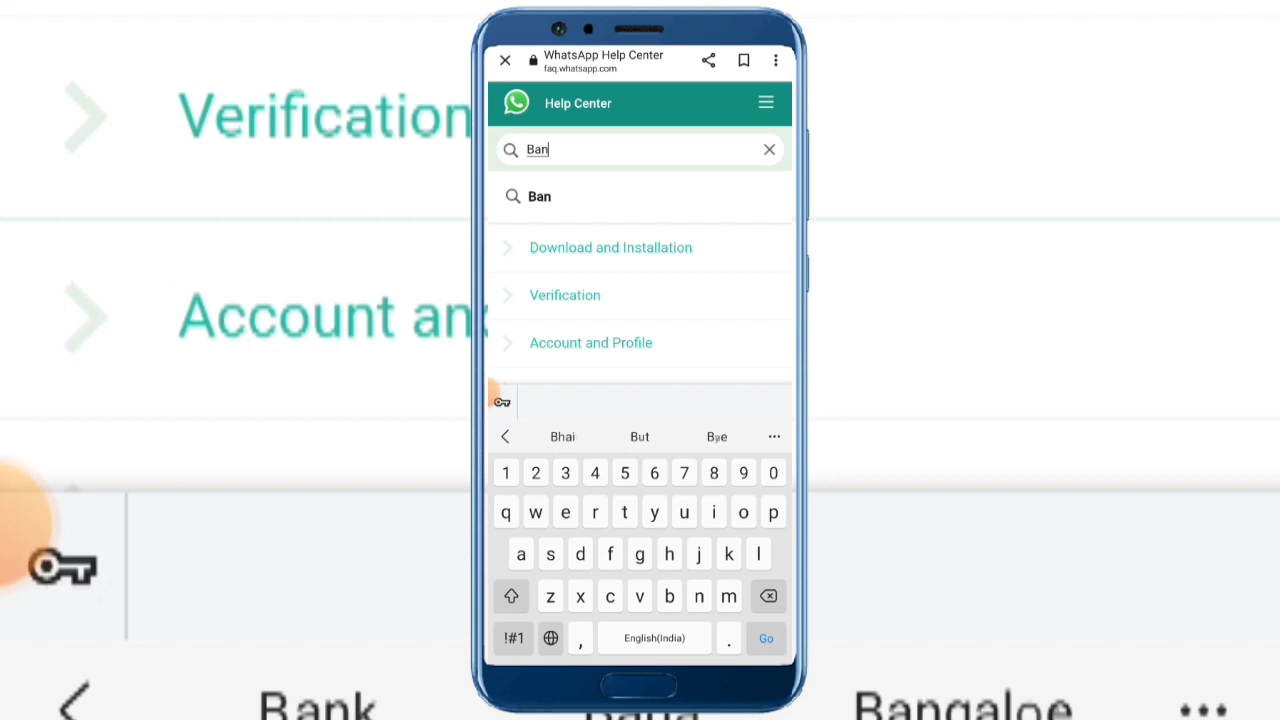 WhatsApp Help Center
faq.whatsapp.com
Help Center
Ban
Ban
Download and Installation
Verification
Account and Profile
Bhai But Bye ...
1 2 3 4 5 6 7 8 9 0
q w e r t y u i o p
a s d f g h j k l
z x c v b n m
!#1 , English(India) . Go
Verification
Account an
Bank Bangaloe ...